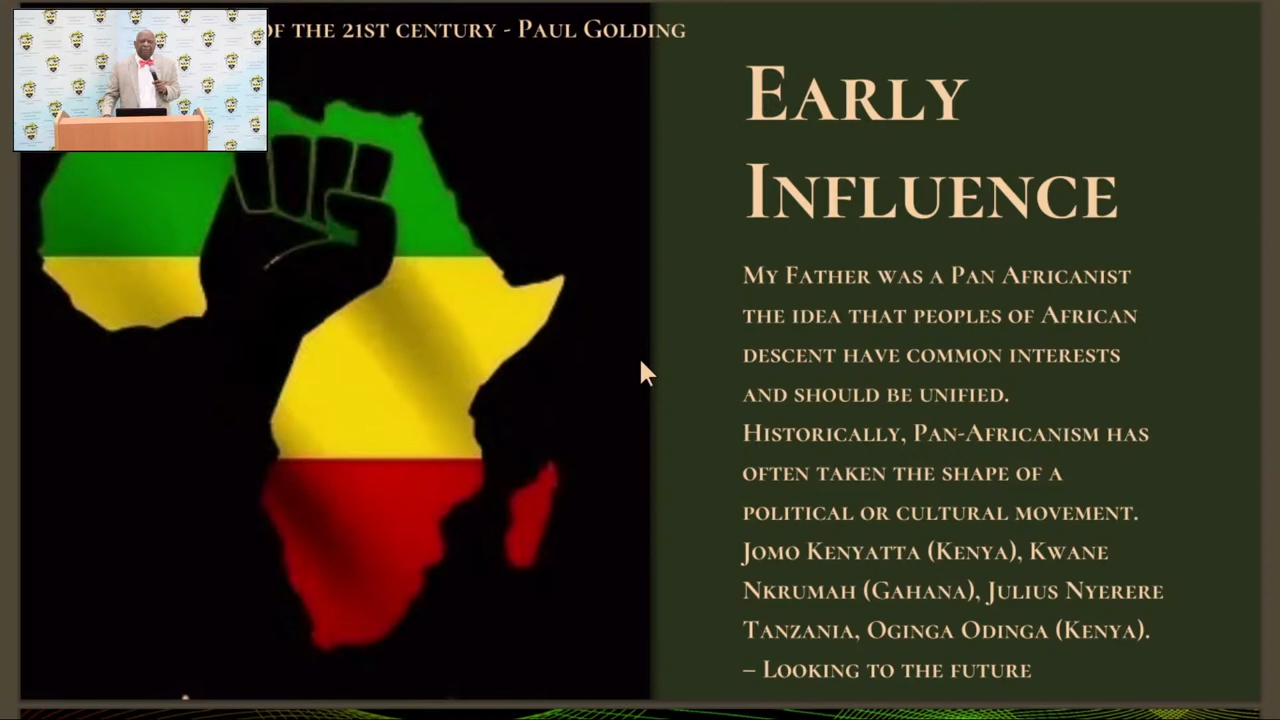 OF THE 21ST CENTURY - PAUL GOLDING
EARLY
INFLUENCE
MY FATHER WAS A PAN AFRICANIST
THE IDEA THAT PEOPLES OF AFRICAN
DESCENT HAVE COMMON INTERESTS
AND SHOULD BE UNIFIED.
HISTORICALLY, PAN-AFRICANISM HAS
OFTEN TAKEN THE SHAPE OF A
POLITICAL OR CULTURAL MOVEMENT.
JOMO KENYATTA (KENYA), KWANE
NKRUMAH (GAHANA), JULIUS NYERERE
TANZANIA, OGINGA ODINGA (KENYA).
– LOOKING TO THE FUTURE